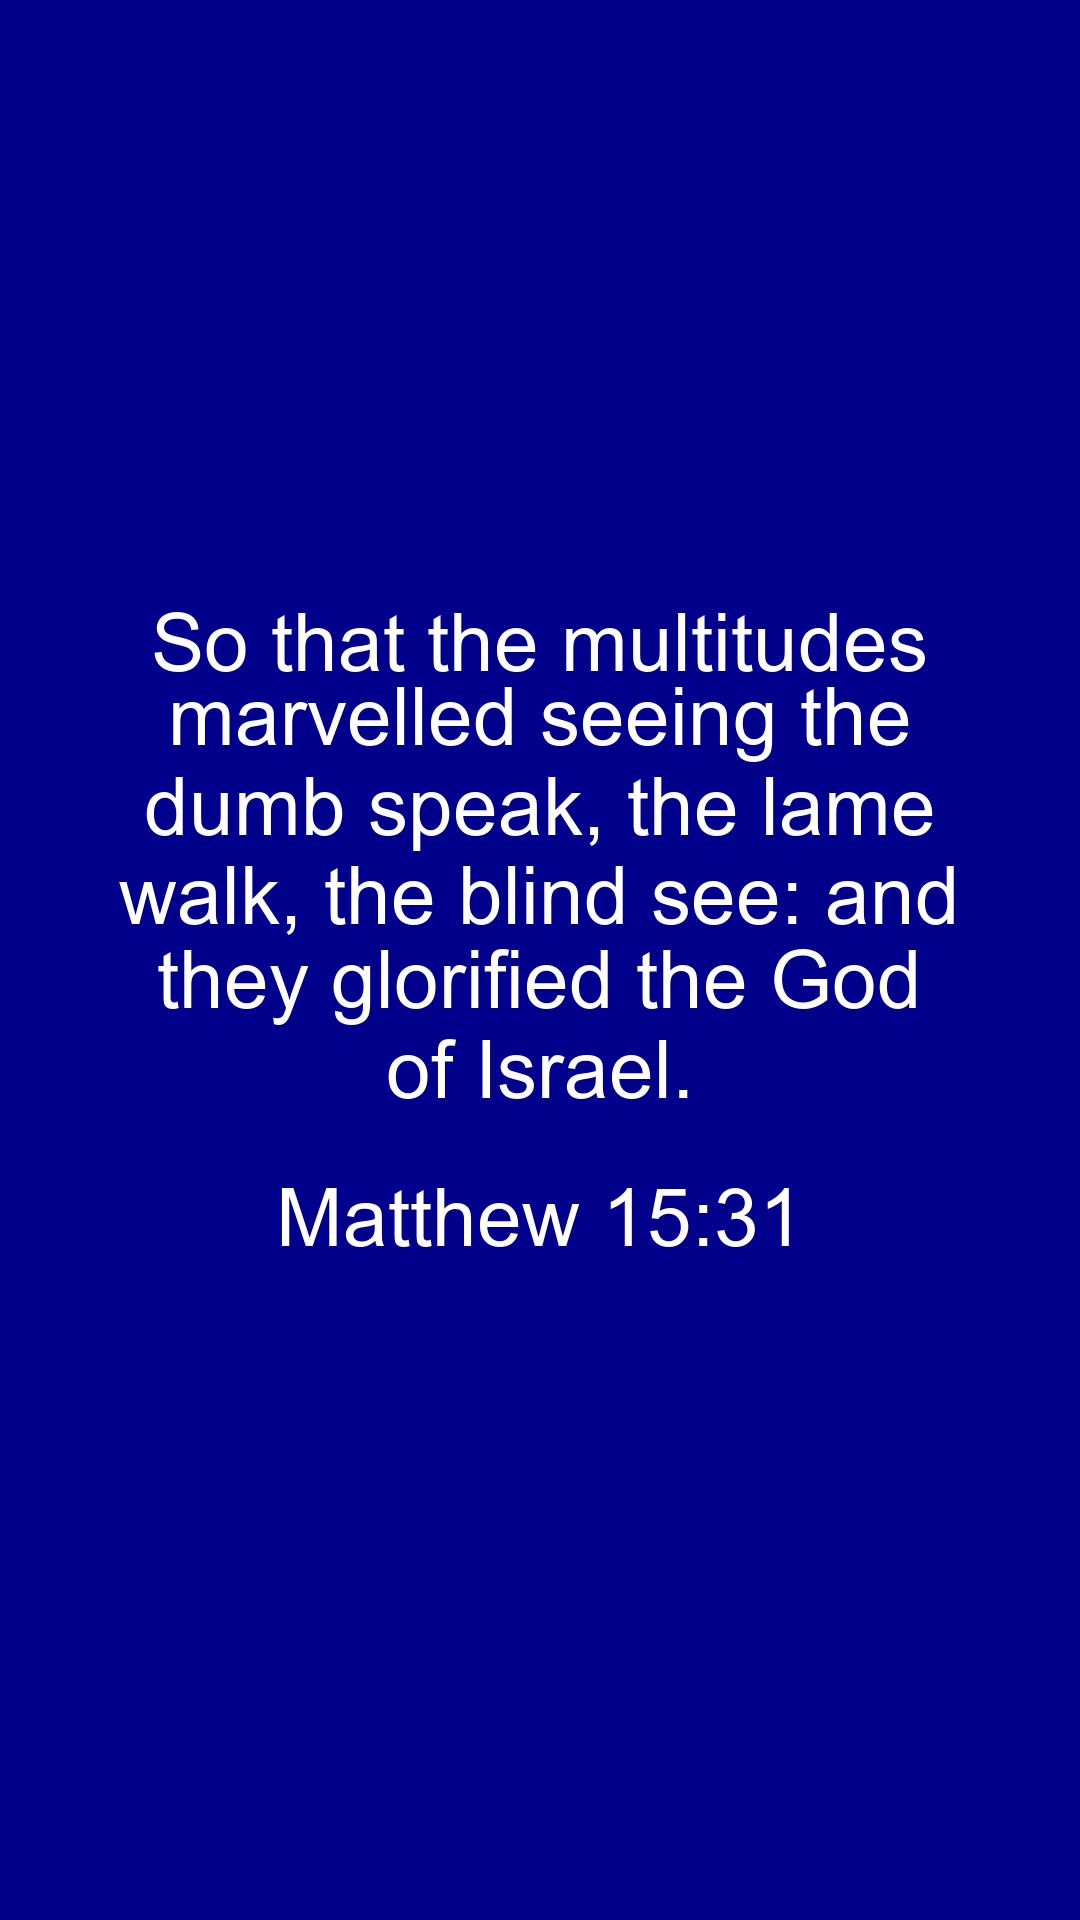 So that the multitudes
marvelled seeing the
dumb speak, the lame
walk, the blind see: and
they glorified the God
of Israel.
Matthew 15:31